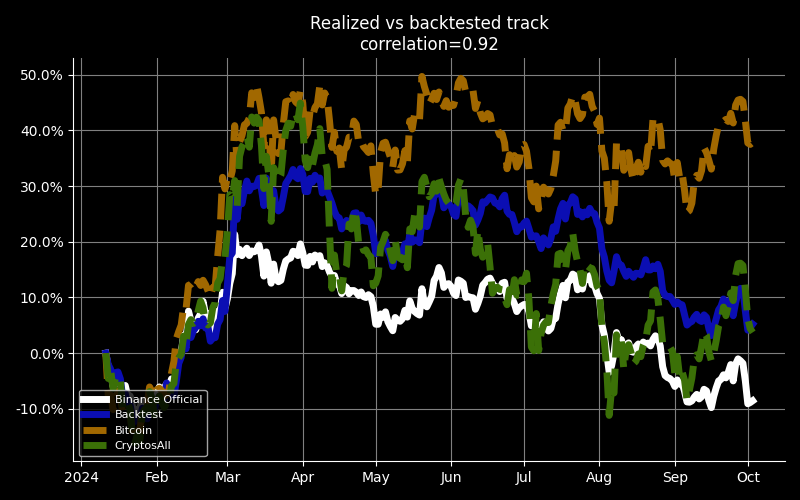 Realized vs backtested track
correlation=0.92
50.0%
40.0%
30.0%
20.0%
10.0%
0.0%
-10.0%
Binance Official
Backtest
Bitcoin
CryptosAll
2024 Feb Mar Apr May Jun Jul Aug Sep Oct